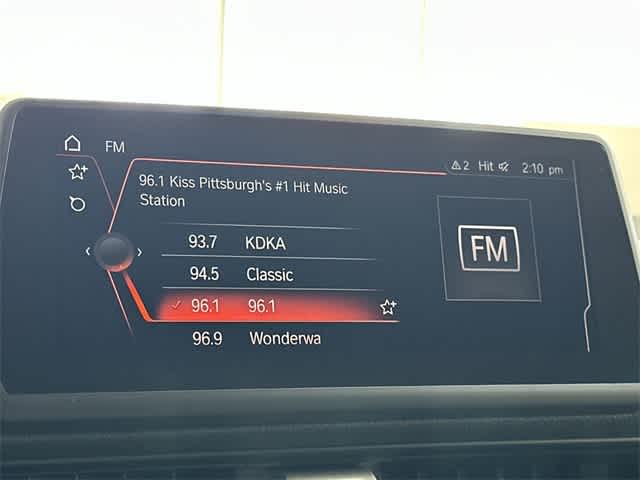 FM
2 Hit 2:10 pm
96.1 Kiss Pittsburgh's #1 Hit Music
Station
93.7 KDKA
94.5 Classic
96.1 96.1
96.9 Wonderwa
FM